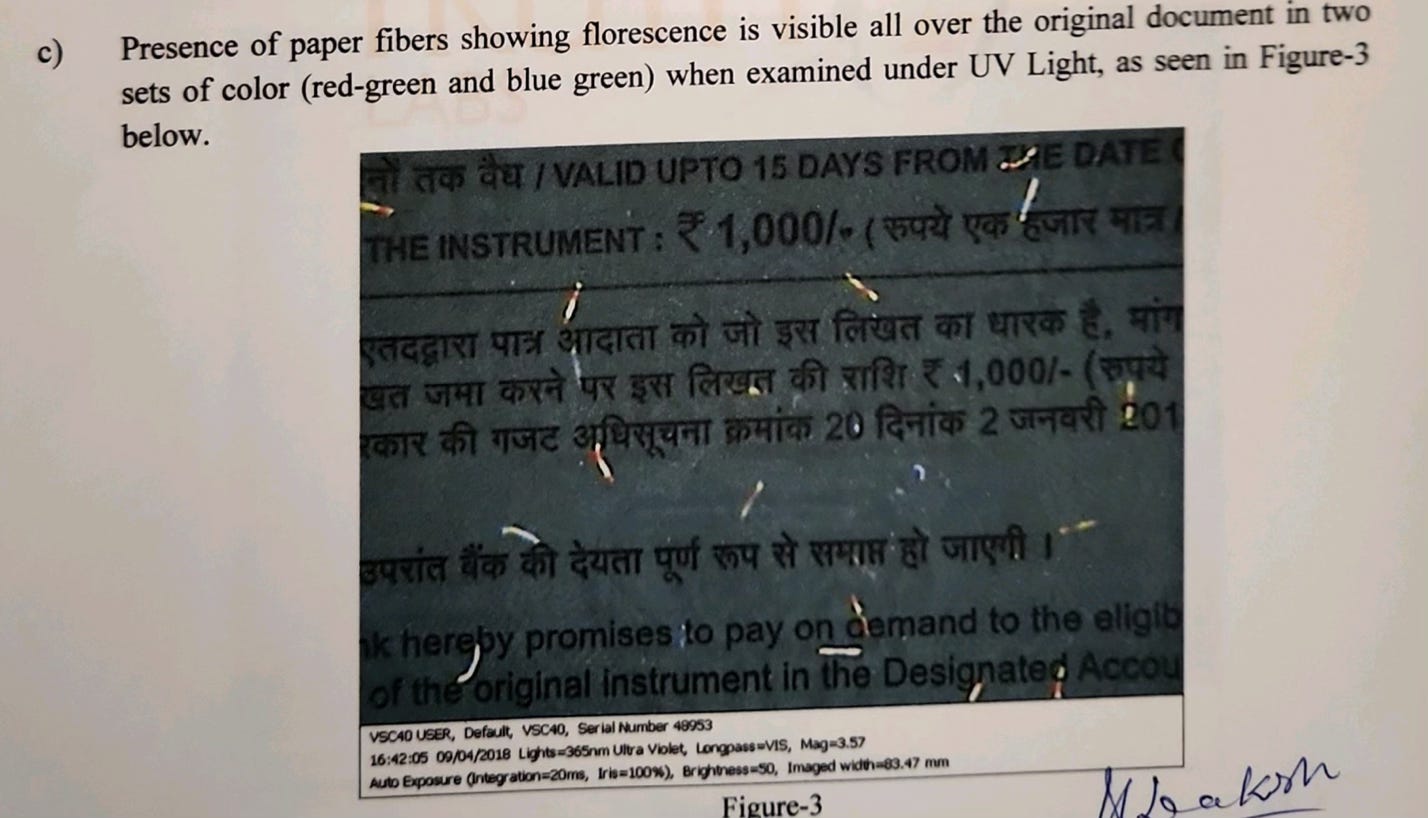 c) Presence of paper fibers showing florescence is visible all over the original document in two
sets of color (red-green and blue green) when examined under UV Light, as seen in Figure-3
below.
LABS
तक वैध / VALID UPTO 15 DAYS FROM THE DATE
THE INSTRUMENT : ₹ 1,000/- ( रुपये एक हजार मात्र
एतदद्वारा पात्र आदाता को जो इस लिखत का धारक है, मांग
खत जमा करने पर इस लिखत की राशि ₹ 1,000/- (रुपये
रकार की गजट अधिसूचना क्रमांक 20 दिनांक 2 जनवरी 201
उपरांत बैंक की देयता पूर्ण रूप से समाप्त हो जाएगी ।
nk hereby promises to pay on demand to the eligib
of the original instrument in the Designated Accou
VSC40 USER, Default, VSC40, Serial Number 48953
16:42:05 09/04/2018 Lights=365nm Ultra Violet, Longpass=VIS, Mag=3.57
Auto Exposure (Integration=20ms, Iris=100%), Brightness=50, Imaged width=83.47 mm
Figure-3